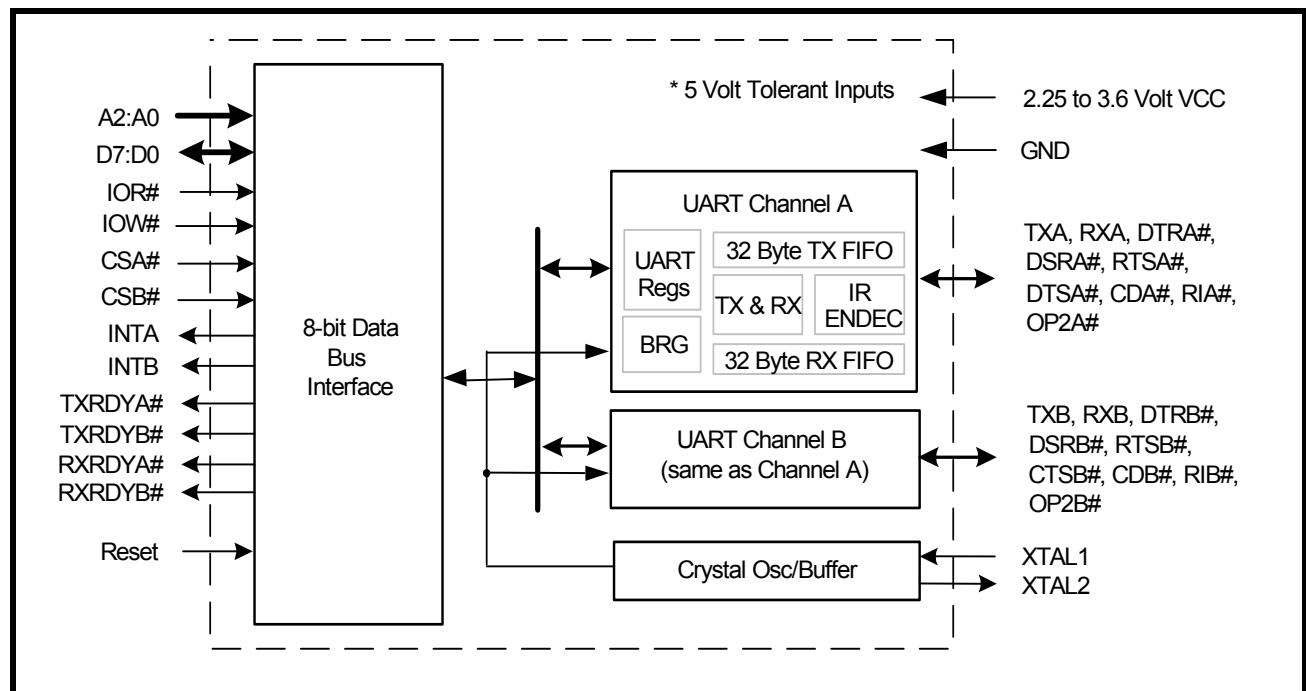 A2:A0
D7:D0
IOR#
IOW#
CSA#
CSB#
INTA
INTB
TXRDYA#
TXRDYB#
RXRDYA#
RXRDYB#
Reset
8-bit Data
Bus
Interface
* 5 Volt Tolerant Inputs
2.25 to 3.6 Volt VCC
GND
UART Channel A
UART
Regs
BRG
32 Byte TX FIFO
TX & RX
IR
ENDEC
32 Byte RX FIFO
TXA, RXA, DTRA#,
DSRA#, RTSA#,
DTSA#, CDA#, RIA#,
OP2A#
UART Channel B
(same as Channel A)
TXB, RXB, DTRB#,
DSRB#, RTSB#,
CTSB#, CDB#, RIB#,
OP2B#
Crystal Osc/Buffer
XTAL1
XTAL2